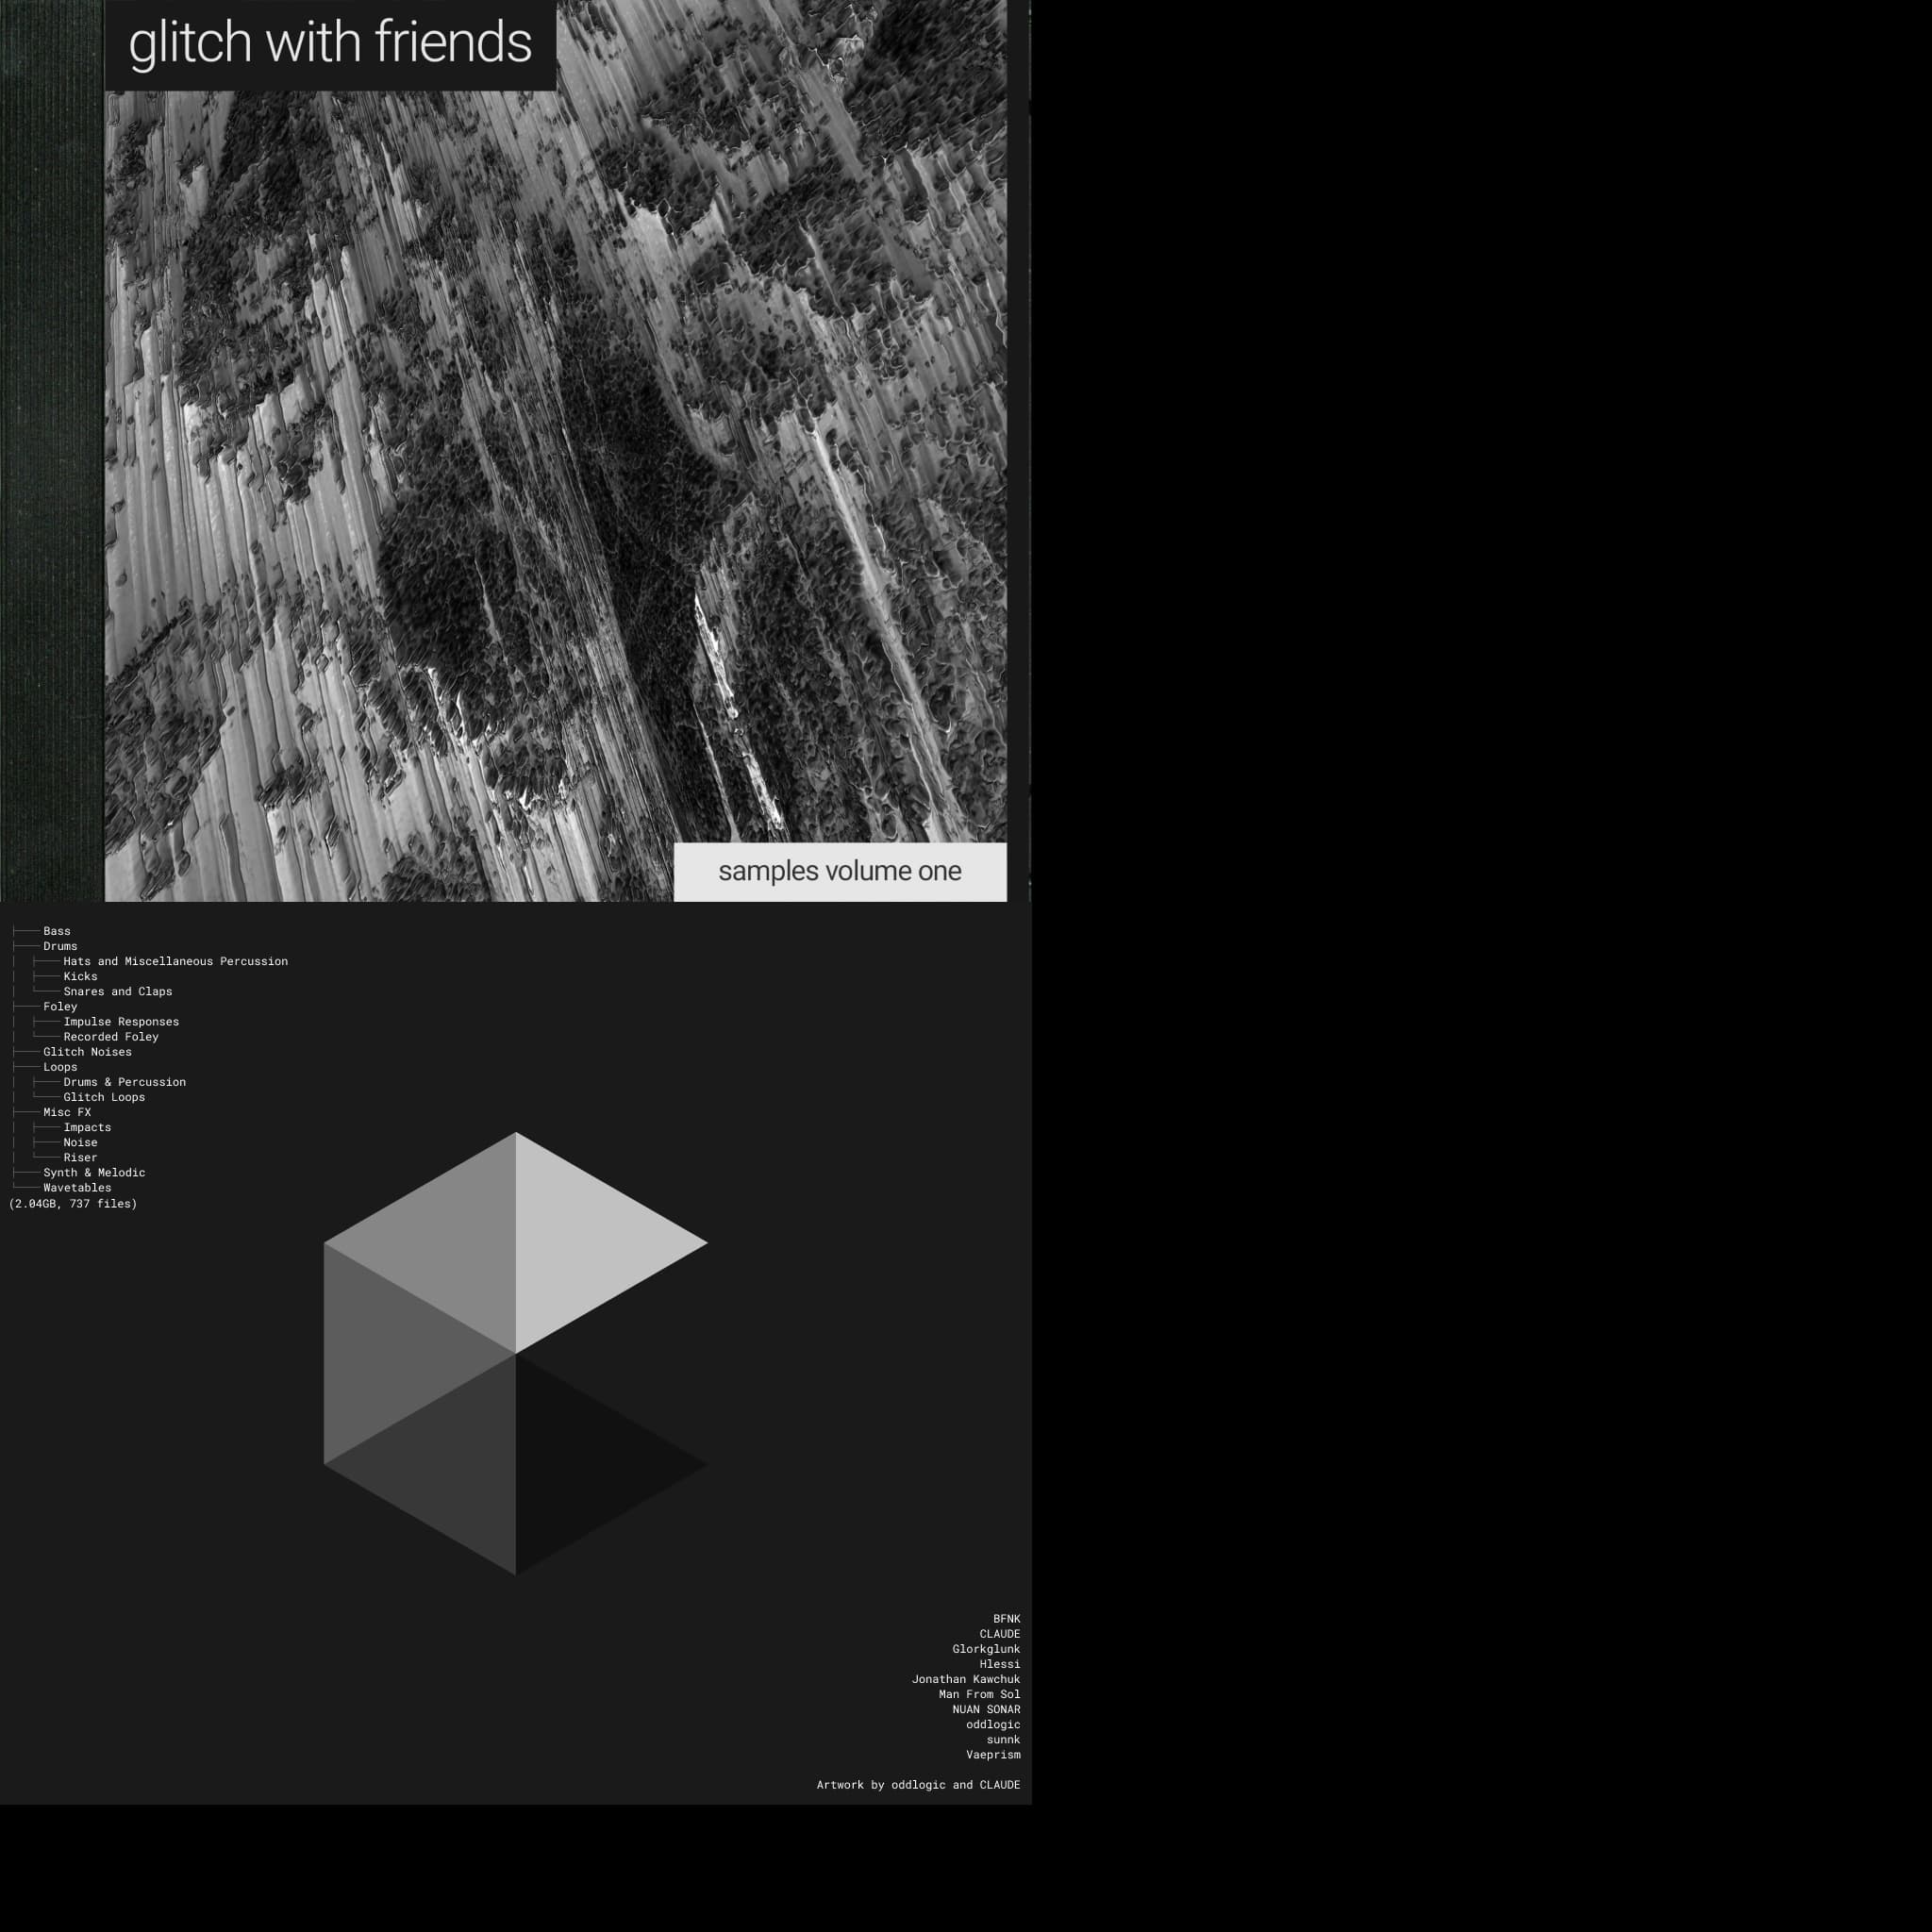 glitch with friends
samples volume one
Bass
Drums
Hats and Miscellaneous Percussion
Kicks
Snares and Claps
Foley
Impulse Responses
Recorded Foley
Glitch Noises
Loops
Drums & Percussion
Glitch Loops
Misc FX
Impacts
Noise
Riser
Synth & Melodic
Wavetables
(2.04GB, 737 files)
BFNK
CLAUDE
Glorkglunk
Hlessi
Jonathan Kawchuk
Man From Sol
NUAN SONAR
oddlogic
sunnk
Vaeprism
Artwork by oddlogic and CLAUDE